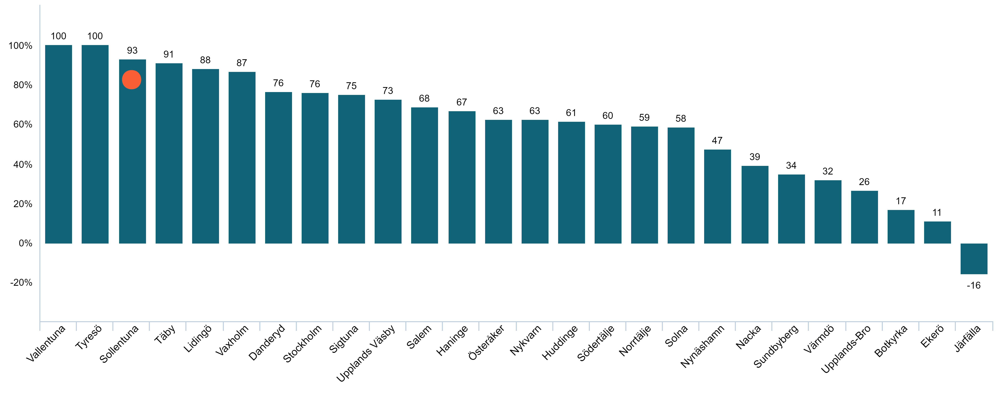 100
100
93
91
88
87
76
76
75
73
68
67
63
63
61
60
59
58
47
39
34
32
26
17
11
-16
100%
80%
60%
40%
20%
0%
-20%
Vallentuna
Tyresö
Sollentuna
Täby
Lidingö
Vaxholm
Danderyd
Stockholm
Sigtuna
Upplands Väsby
Salem
Haninge
Österåker
Nykvarn
Huddinge
Södertälje
Norrtälje
Solna
Nynäshamn
Nacka
Sundbyberg
Värmdö
Upplands-Bro
Botkyrka
Ekerö
Järfälla